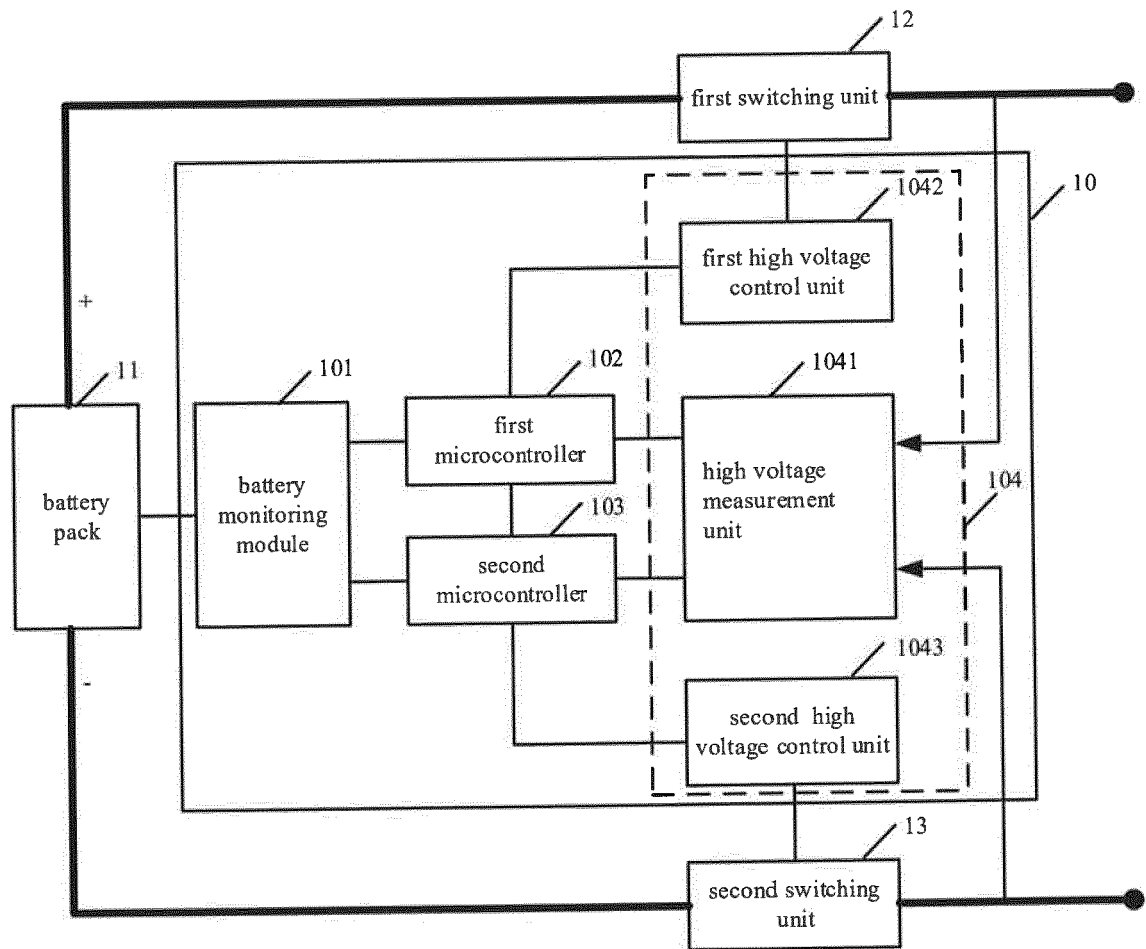 12
first switching unit
1042
10
first high voltage
control unit
+
11
101
102
1041
first
microcontroller
battery
pack
battery
monitoring
module
high voltage
measurement
unit
104
103
second
microcontroller
-
1043
second high
voltage control unit
13
second switching
unit